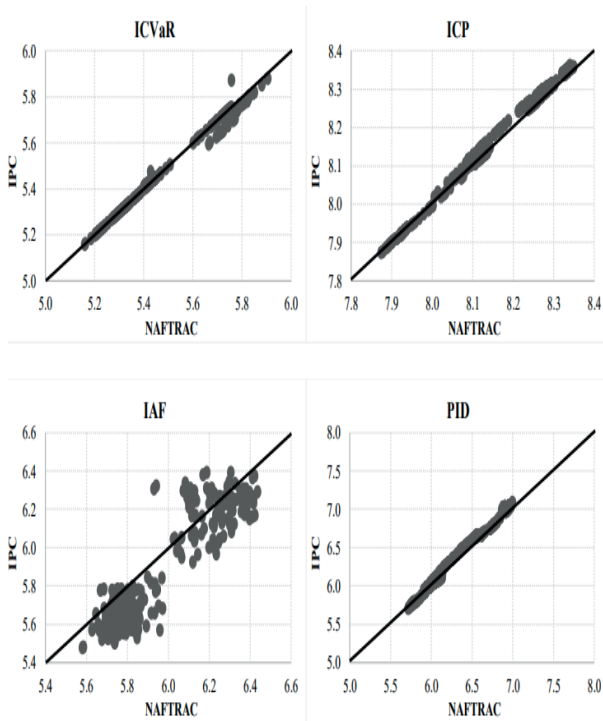 ICVaR
6.0
5.8
5.6
5.4
5.2
5.0
IPC
5.0 5.2 5.4 5.6 5.8 6.0
NAFTRAC
ICP
8.4
8.3
8.2
8.1
8.0
7.9
7.8
IPC
7.8 7.9 8.0 8.1 8.2 8.3 8.4
NAFTRAC
IAF
6.6
6.4
6.2
6.0
5.8
5.6
5.4
IPC
5.4 5.6 5.8 6.0 6.2 6.4 6.6
NAFTRAC
PID
8.0
7.5
7.0
6.5
6.0
5.5
5.0
IPC
5.0 5.5 6.0 6.5 7.0 7.5 8.0
NAFTRAC